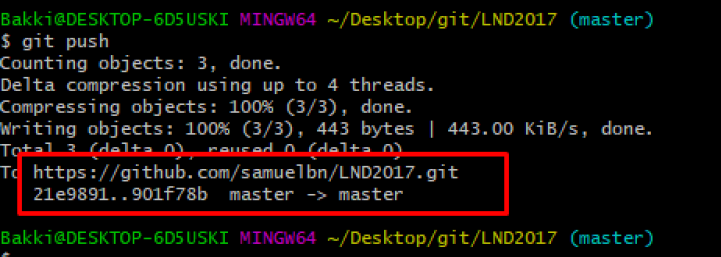 Bakki@DESKTOP-6D5USKI MINGW64 ~/Desktop/git/LND2017 (master)
$ git push
Counting objects: 3, done.
Delta compression using up to 4 threads.
Compressing objects: 100% (3/3), done.
Writing objects: 100% (3/3), 443 bytes | 443.00 KiB/s, done.
Total 3 (delta 0), reused 0 (delta 0)
To https://github.com/samuelbn/LND2017.git
21e9891..901f78b master -> master
Bakki@DESKTOP-6D5USKI MINGW64 ~/Desktop/git/LND2017 (master)
$